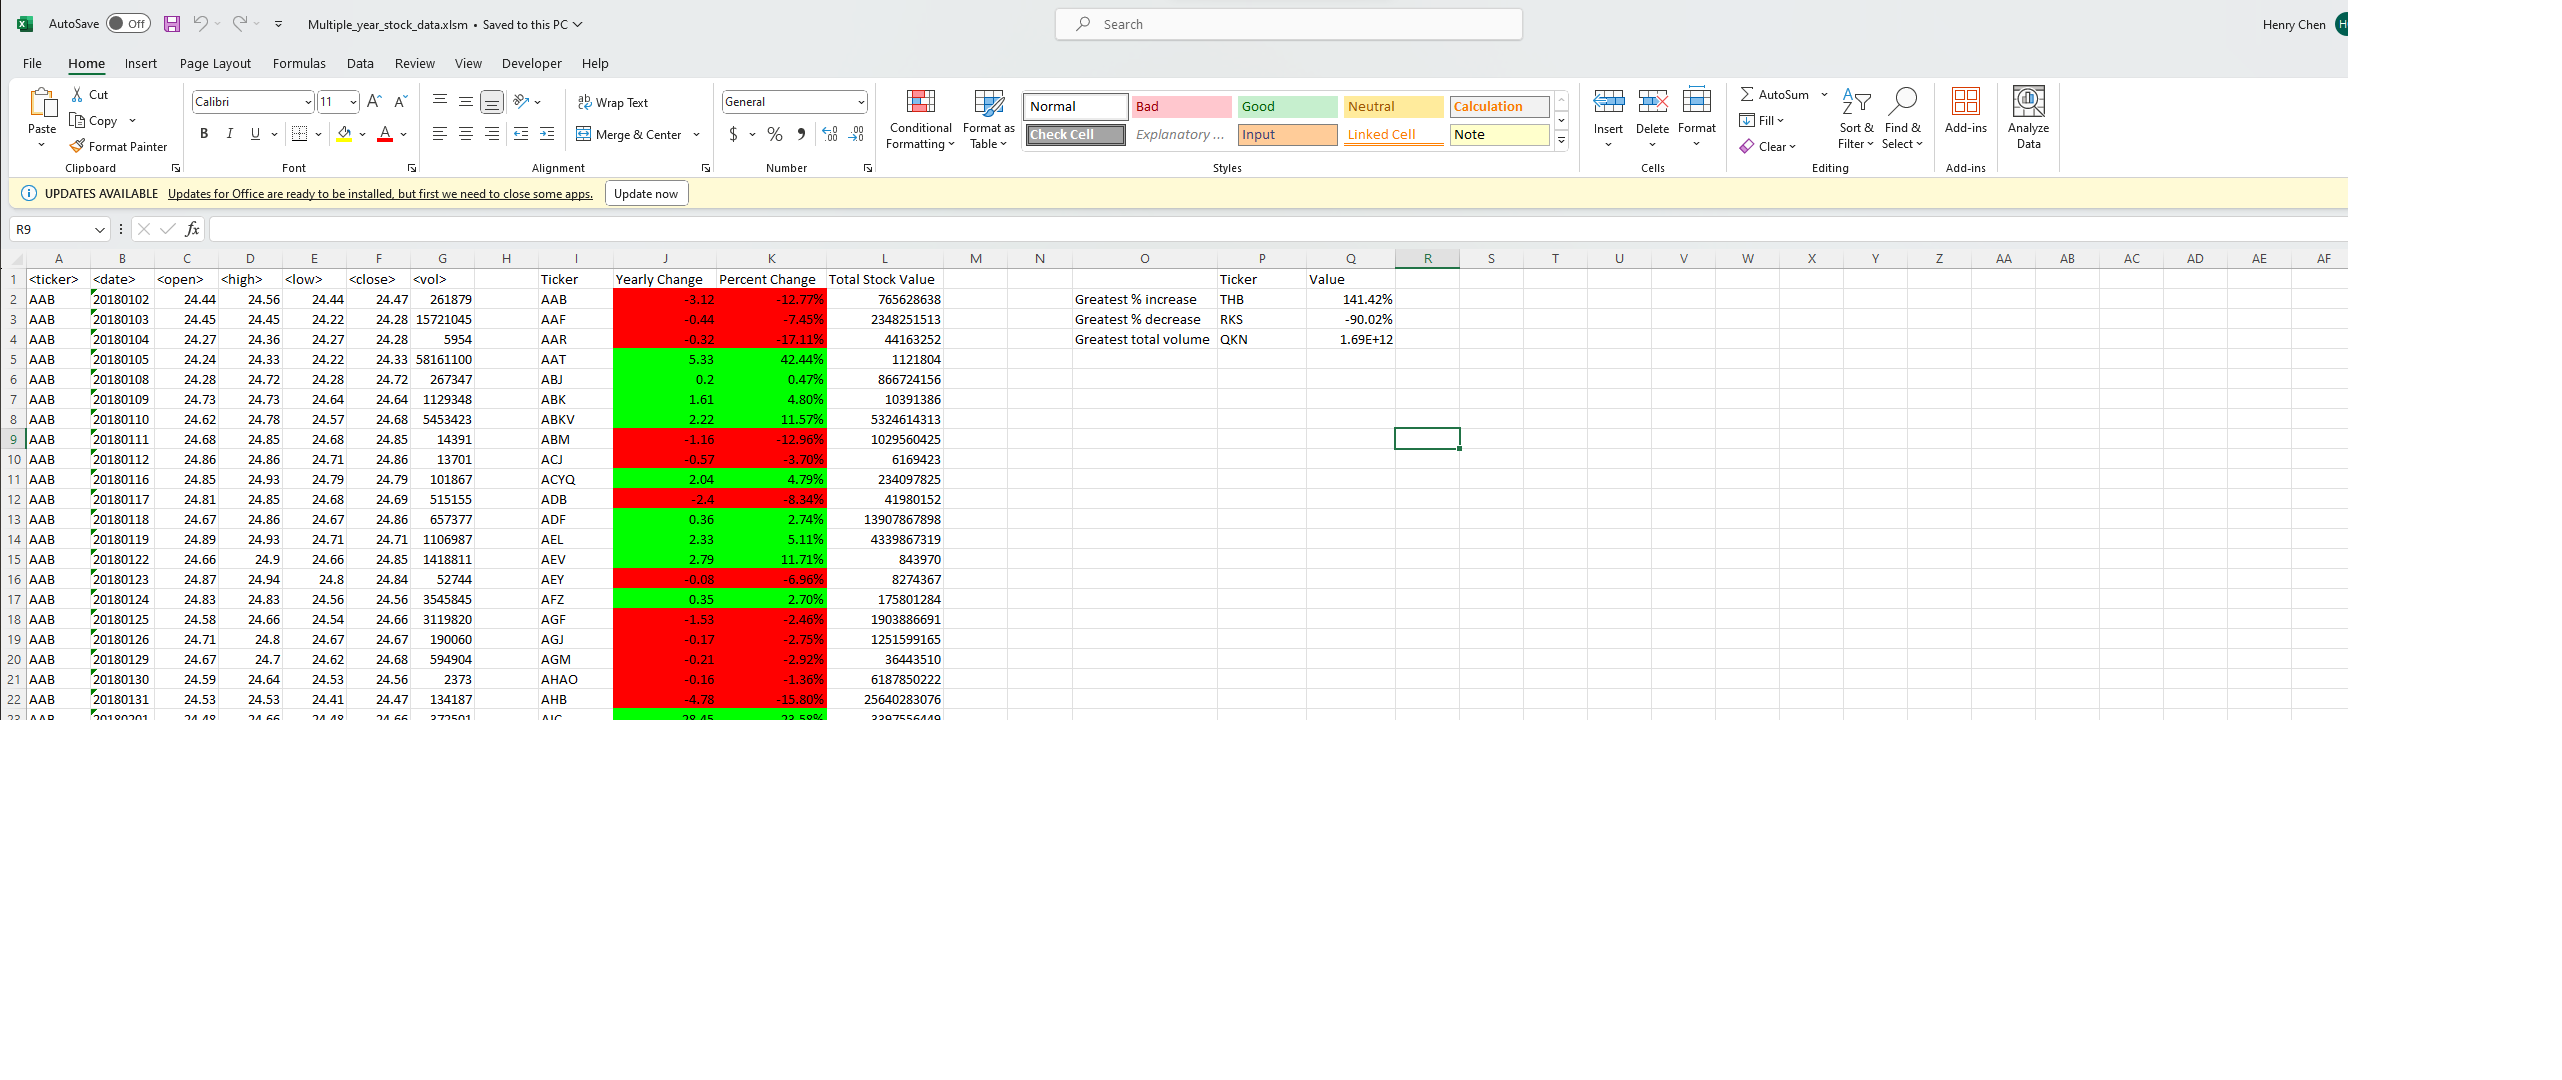 AutoSave Off Multiple_year_stock_data.xlsm • Saved to this PC Search Henry Chen
File Home Insert Page Layout Formulas Data Review View Developer Help
Paste Cut Copy Format Painter Clipboard
Calibri 11 B I U A Font
ab Wrap Text Merge & Center Alignment
General $ % Number
Conditional Formatting Format as Table
Normal Bad Good Neutral Calculation
Check Cell Explanatory ... Input Linked Cell Note
Styles
Insert Delete Format Cells
AutoSum Fill Clear Sort & Filter Find & Select Editing
Add-ins Add-ins
Analyze Data
UPDATES AVAILABLE Updates for Office are ready to be installed, but first we need to close some apps. Update now
R9 fx
A B C D E F G H I J K L M N O P Q R S T U V W X Y Z AA AB AC AD AE AF
1 <ticker> <date> <open> <high> <low> <close> <vol> Ticker Yearly Change Percent Change Total Stock Value Ticker Value
2 AAB 20180102 24.44 24.56 24.44 24.47 261879 AAB -3.12 -12.77% 765628638 Greatest % increase THB 141.42%
3 AAB 20180103 24.45 24.45 24.22 24.28 15721045 AAF -0.44 -7.45% 2348251513 Greatest % decrease RKS -90.02%
4 AAB 20180104 24.27 24.36 24.27 24.28 5954 AAR -0.32 -17.11% 44163252 Greatest total volume QKN 1.69E+12
5 AAB 20180105 24.24 24.33 24.22 24.33 58161100 AAT 5.33 42.44% 1121804
6 AAB 20180108 24.28 24.72 24.28 24.72 267347 ABJ 0.2 0.47% 866724156
7 AAB 20180109 24.73 24.73 24.64 24.64 1129348 ABK 1.61 4.80% 10391386
8 AAB 20180110 24.62 24.78 24.57 24.68 5453423 ABKV 2.22 11.57% 5324614313
9 AAB 20180111 24.68 24.85 24.68 24.85 14391 ABM -1.16 -12.96% 1029560425
10 AAB 20180112 24.86 24.86 24.71 24.86 13701 ACJ -0.57 -3.70% 6169423
11 AAB 20180116 24.85 24.93 24.79 24.79 101867 ACYQ 2.04 4.79% 234097825
12 AAB 20180117 24.81 24.85 24.68 24.69 515155 ADB -2.4 -8.34% 41980152
13 AAB 20180118 24.67 24.86 24.67 24.86 657377 ADF 0.36 2.74% 13907867898
14 AAB 20180119 24.89 24.93 24.71 24.71 1106987 AEL 2.33 5.11% 4339867319
15 AAB 20180122 24.66 24.9 24.66 24.85 1418811 AEV 2.79 11.71% 843970
16 AAB 20180123 24.87 24.94 24.8 24.84 52744 AEY -0.08 -6.96% 8274367
17 AAB 20180124 24.83 24.83 24.56 24.56 3545845 AFZ 0.35 2.70% 175801284
18 AAB 20180125 24.58 24.66 24.54 24.66 3119820 AGF -1.53 -2.46% 1903886691
19 AAB 20180126 24.71 24.8 24.67 24.67 190060 AGJ -0.17 -2.75% 1251599165
20 AAB 20180129 24.67 24.7 24.62 24.68 594904 AGM -0.21 -2.92% 36443510
21 AAB 20180130 24.59 24.64 24.53 24.56 2373 AHAO -0.16 -1.36% 6187850222
22 AAB 20180131 24.53 24.53 24.41 24.47 134187 AHB -4.78 -15.80% 25640283076